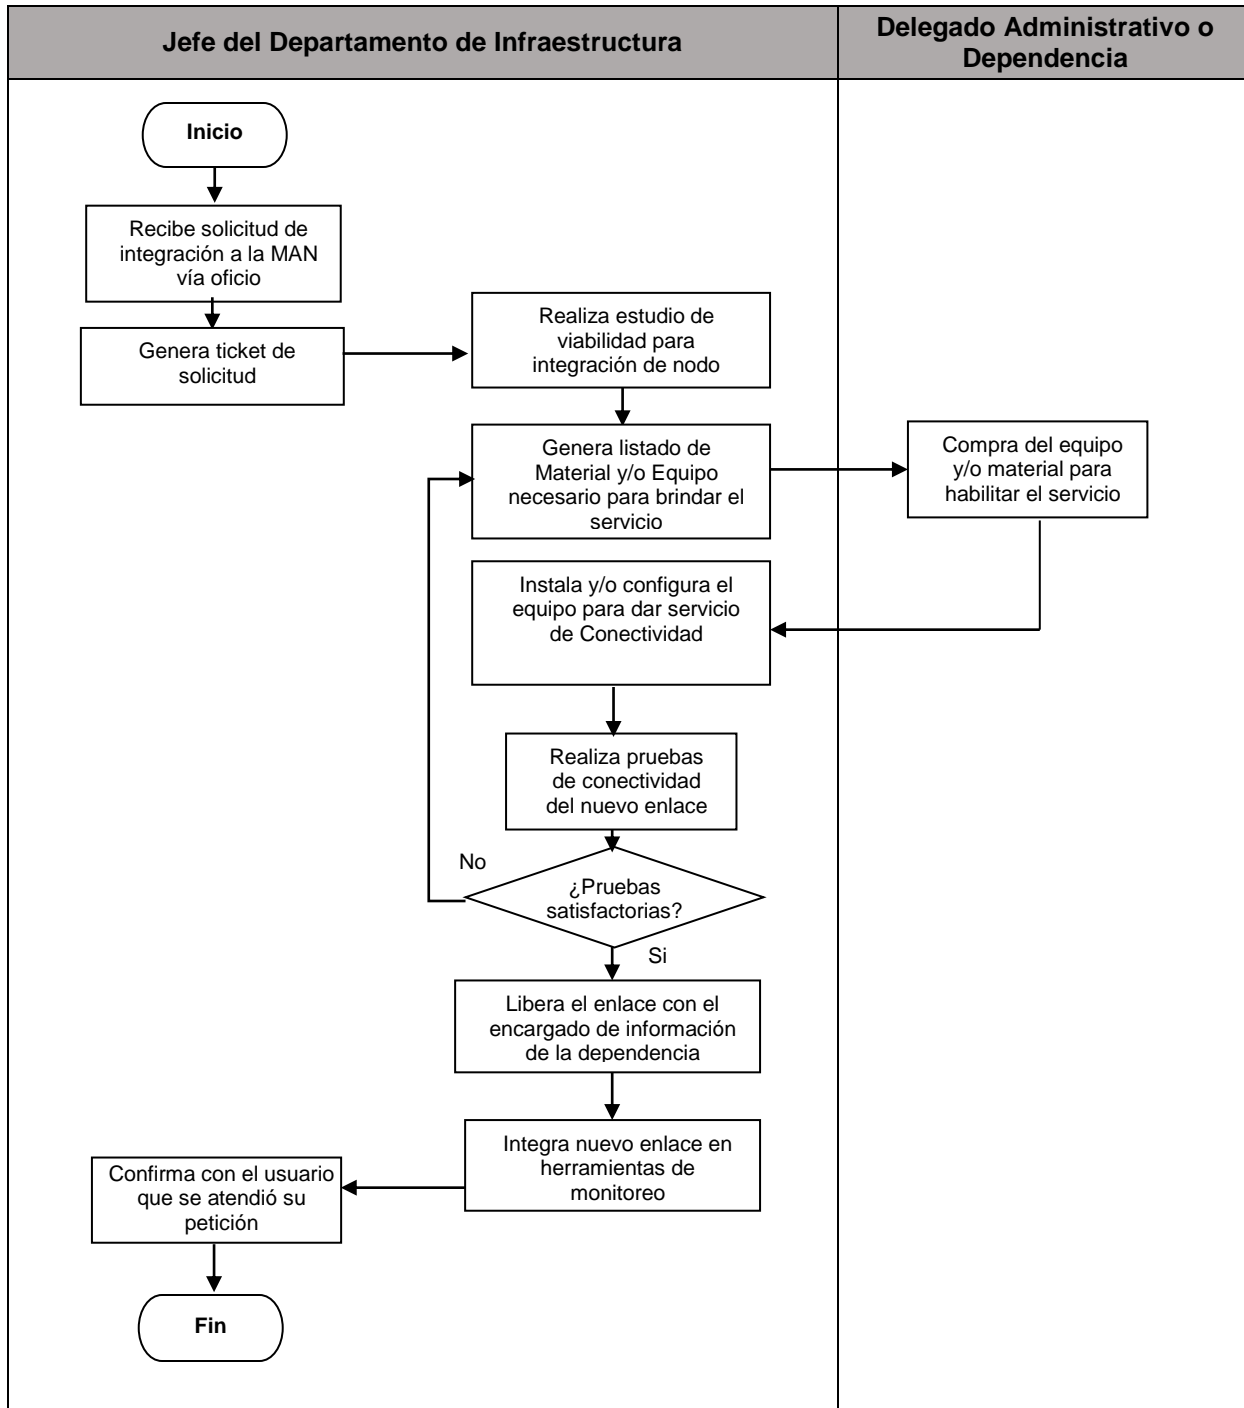 Jefe del Departamento de Infraestructura
Delegado Administrativo o
Dependencia
Inicio
Recibe solicitud de
integración a la MAN
vía oficio
Genera ticket de
solicitud
Realiza estudio de
viabilidad para
integración de nodo
Genera listado de
Material y/o Equipo
necesario para brindar el
servicio
Compra del equipo
y/o material para
habilitar el servicio
Instala y/o configura el
equipo para dar servicio
de Conectividad
Realiza pruebas
de conectividad
del nuevo enlace
No
¿Pruebas
satisfactorias?
Si
Libera el enlace con el
encargado de información
de la dependencia
Integra nuevo enlace en
herramientas de
monitoreo
Confirma con el usuario
que se atendió su
petición
Fin